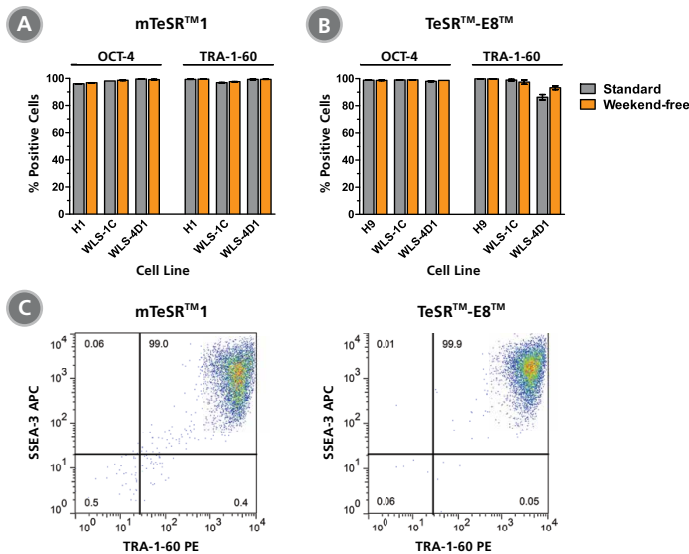 A
mTeSR™1
OCT-4
TRA-1-60
% Positive Cells
100
80
60
40
20
0
H1
WLS-1C
WLS-4D1
H1
WLS-1C
WLS-4D1
Cell Line
B
TeSR™-E8™
OCT-4
TRA-1-60
% Positive Cells
100
80
60
40
20
0
H9
WLS-1C
WLS-4D1
H9
WLS-1C
WLS-4D1
Cell Line
Standard
Weekend-free
C
mTeSR™1
SSEA-3 APC
10⁴
10³
10²
10¹
10⁰
0.06
99.0
0.5
0.4
10⁰
10¹
10²
10³
10⁴
TRA-1-60 PE
TeSR™-E8™
SSEA-3 APC
10⁴
10³
10²
10¹
10⁰
0.01
99.9
0.06
0.05
10⁰
10¹
10²
10³
10⁴
TRA-1-60 PE